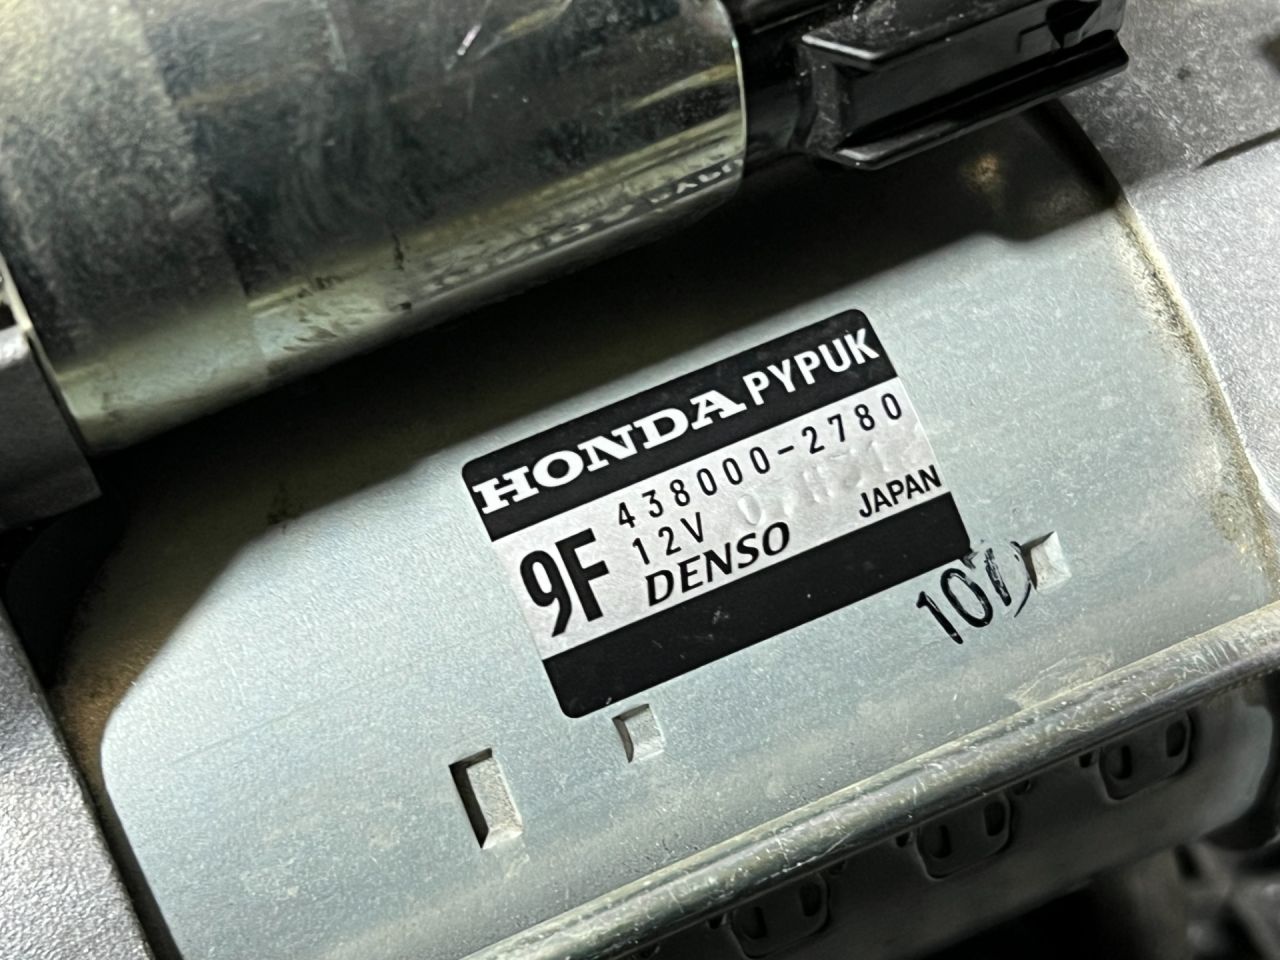 HONDA PYPUK
438000-2780
9F 12V
DENSO JAPAN